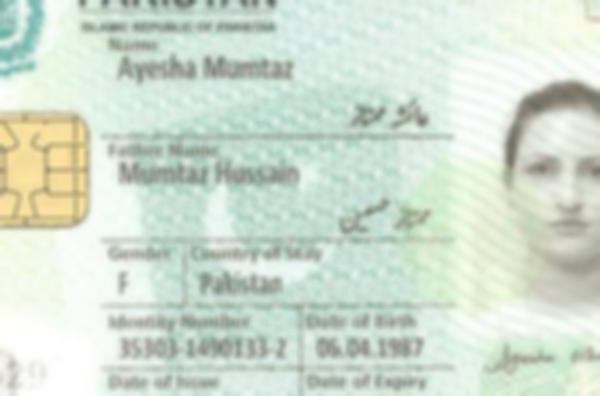 PAKISTAN
ISLAMIC REPUBLIC OF PAKISTAN
Name
Ayesha Mumtaz
عائشہ ممتاز
Father Name
Mumtaz Hussain
ممتاز حسین
Gender Country of Stay
F Pakistan
Identity Number Date of Birth
35303-1490133-2 06.04.1987
Date of Issue Date of Expiry